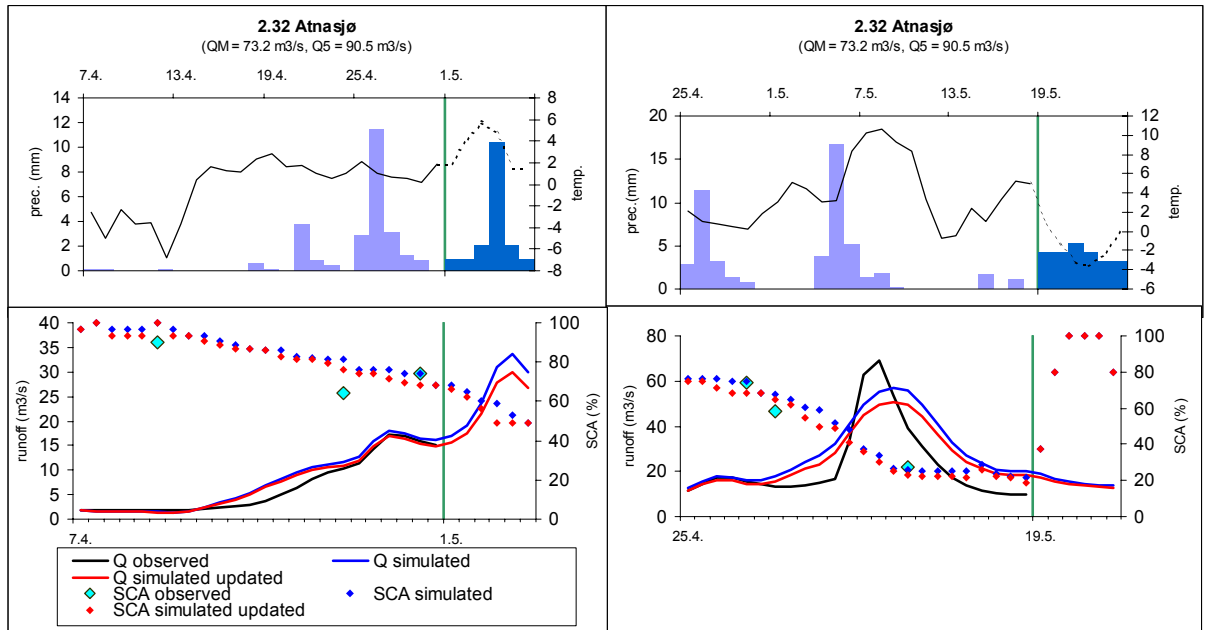 2.32 Atnasjø
(QM = 73.2 m3/s, Q5 = 90.5 m3/s)
7.4. 13.4. 19.4. 25.4. 1.5.
14 12 10 8 6 4 2 0
prec. (mm)
8 6 4 2 0 -2 -4 -6 -8
temp.
2.32 Atnasjø
(QM = 73.2 m3/s, Q5 = 90.5 m3/s)
25.4. 1.5. 7.5. 13.5. 19.5.
20 15 10 5 0
prec.(mm)
12 10 8 6 4 2 0 -2 -4 -6
temp.
40 35 30 25 20 15 10 5 0
runoff (m3/s)
100 80 60 40 20 0
SCA (%)
7.4. 1.5.
Q observed Q simulated
Q simulated updated
SCA observed SCA simulated
SCA simulated updated
80 60 40 20 0
runoff (m3/s)
100 80 60 40 20 0
SCA (%)
25.4. 19.5.